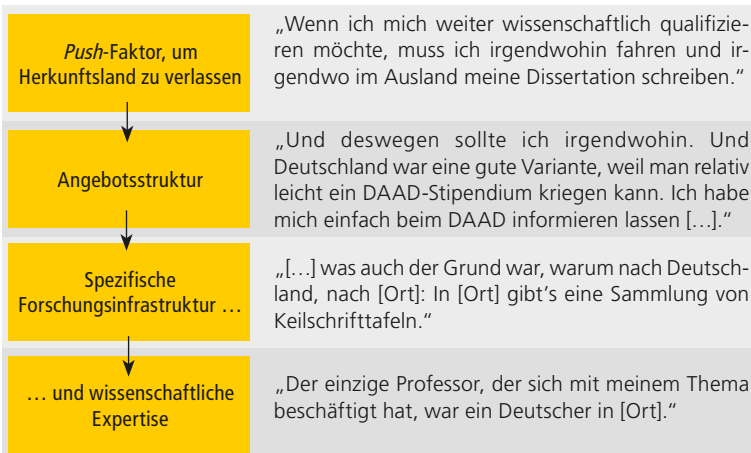 Push-Faktor, um
Herkunftsland zu verlassen
„Wenn ich mich weiter wissenschaftlich qualifizie-
ren möchte, muss ich irgendwohin fahren und ir-
gendwo im Ausland meine Dissertation schreiben.“
Angebotsstruktur
„Und deswegen sollte ich irgendwohin. Und
Deutschland war eine gute Variante, weil man relativ
leicht ein DAAD-Stipendium kriegen kann. Ich habe
mich einfach beim DAAD informieren lassen […].“
Spezifische
Forschungsinfrastruktur …
„[…] was auch der Grund war, warum nach Deutsch-
land, nach [Ort]: In [Ort] gibt’s eine Sammlung von
Keilschrifttafeln.“
… und wissenschaftliche
Expertise
„Der einzige Professor, der sich mit meinem Thema
beschäftigt hat, war ein Deutscher in [Ort].“